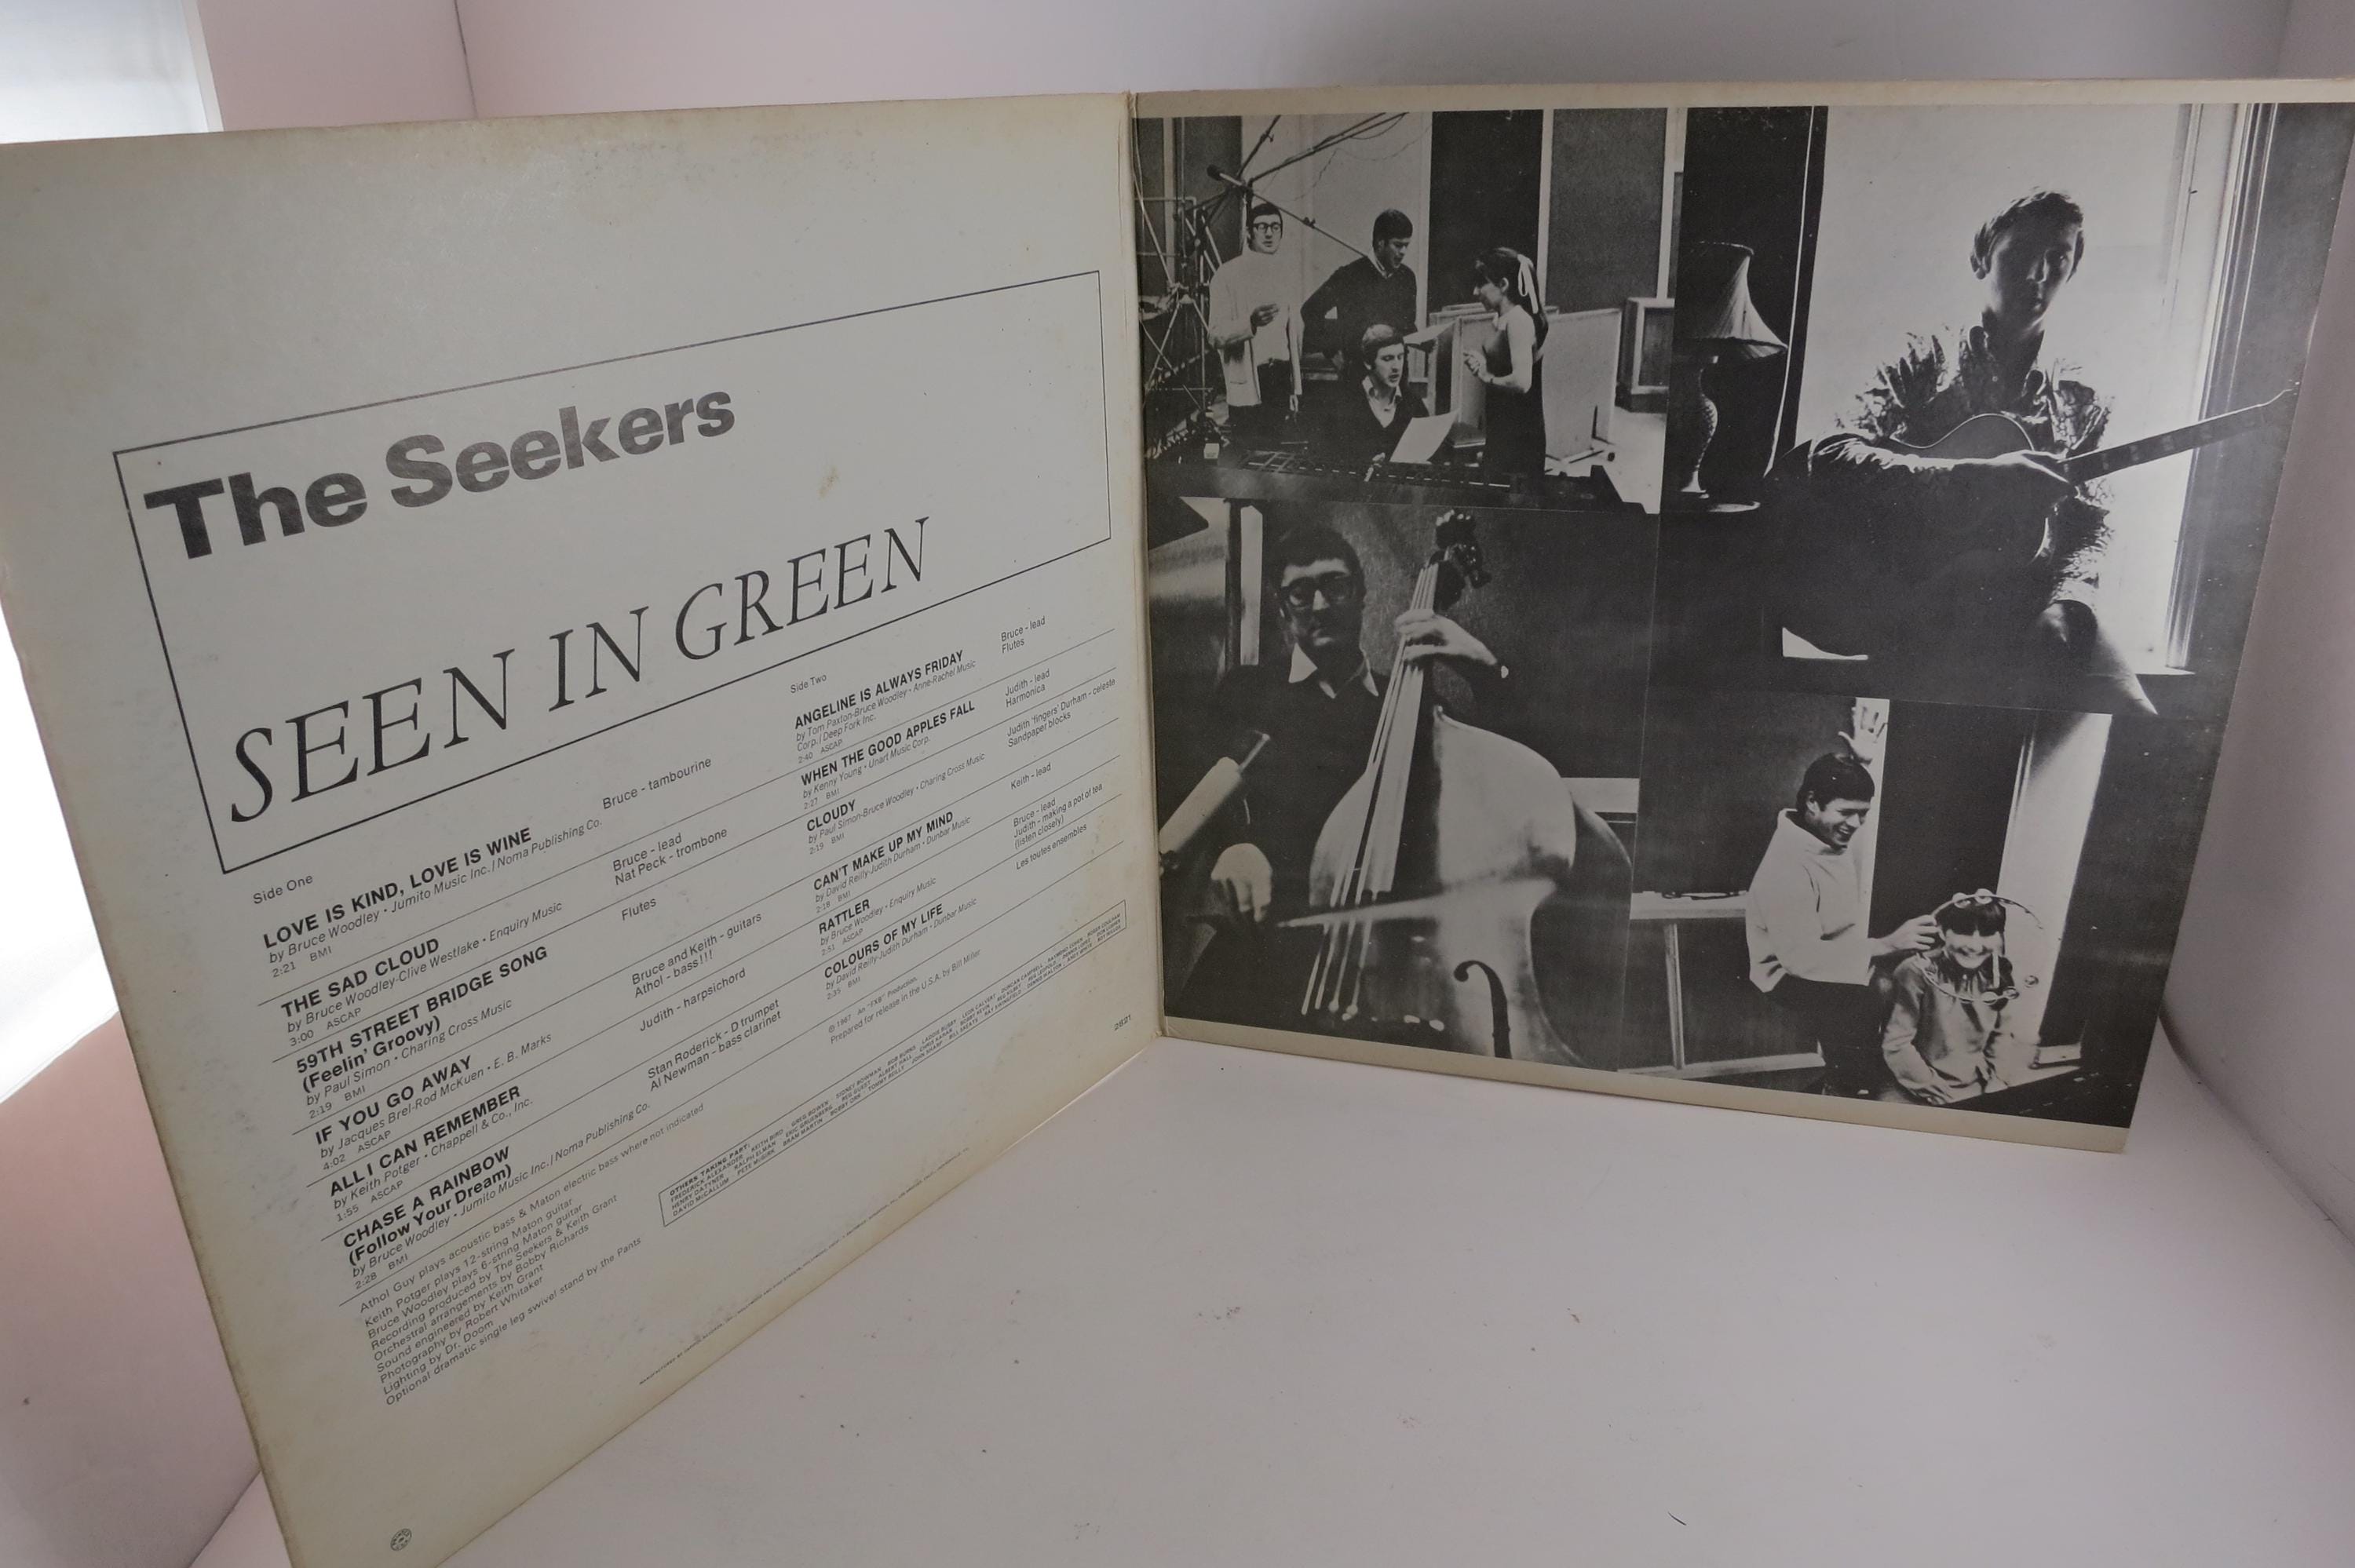 The Seekers
SEEN IN GREEN
Side One
LOVE IS KIND, LOVE IS WINE
by Bruce Woodley • Jumito Music Inc. / Noma Publishing Co.
2:21 BMI
Bruce - tambourine
THE SAD CLOUD
by Bruce Woodley-Clive Westlake • Enquiry Music
3:00 ASCAP
Bruce - lead
Nat Peck - trombone
59TH STREET BRIDGE SONG
(Feelin' Groovy)
by Paul Simon • Charing Cross Music
2:19 BMI
Flutes
IF YOU GO AWAY
by Jacques Brel-Rod McKuen • E. B. Marks
4:02 ASCAP
Bruce and Keith - guitars
Athol - bass!!!
ALL I CAN REMEMBER
by Keith Potger • Chappell & Co., Inc.
1:55 ASCAP
Judith - harpsichord
CHASE A RAINBOW
(Follow Your Dream)
by Bruce Woodley • Jumito Music Inc. / Noma Publishing Co.
2:28 BMI
Stan Roderick - D trumpet
Al Newman - bass clarinet
Side Two
ANGELINE IS ALWAYS FRIDAY
by Tom Paxton-Bruce Woodley • Anne-Rachel Music
Corp. / Deep Fork Inc.
2:40 ASCAP
Bruce - lead
Flutes
WHEN THE GOOD APPLES FALL
by Kenny Young • Unart Music Corp.
2:27 BMI
Judith - lead
Harmonica
CLOUDY
by Paul Simon-Bruce Woodley • Charing Cross Music
2:19 BMI
Judith 'fingers' Durham - celeste
Sandpaper blocks
CAN'T MAKE UP MY MIND
by David Reilly-Judith Durham • Dunbar Music
2:18 BMI
Keith - lead
RATTLER
by Bruce Woodley • Enquiry Music
ASCAP
Bruce - lead
Judith - making a pot of tea
(listen closely)
COLOURS OF MY LIFE
by David Reilly-Judith Durham • Dunbar Music
2:35 BMI
Les toutes ensembles
Athol Guy plays acoustic bass & Maton electric bass where not indicated
Keith Potger plays 12-string Maton guitar
Bruce Woodley plays 6-string Maton guitar
Recording produced by The Seekers & Keith Grant
Orchestral arrangements by Bobby Richards
Sound engineered by Keith Grant
Photography by Robert Whitaker
Lighting by Dr. Doom
Optional dramatic single leg swivel stand by the Pants
© 1967 An "FXB" Production.
Prepared for release in the U.S.A. by Bill Miller
OTHERS TAKING PART:
FREDERICK ALEXANDER
HENRY DATYNER
DAVID McCALLUM
KEITH BIRD
RALPH ELMAN
2821